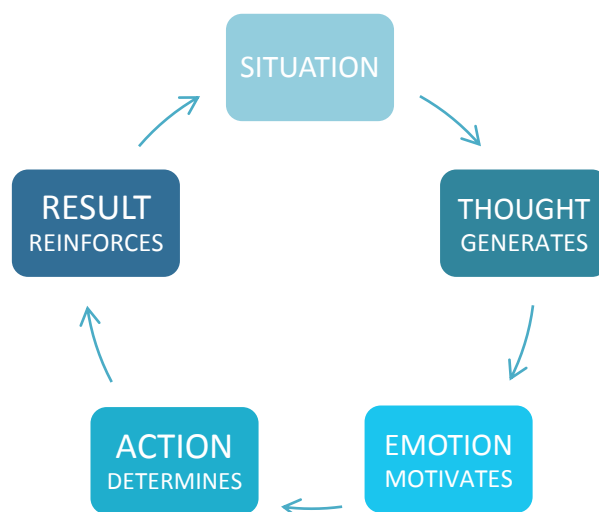 SITUATION
THOUGHT
GENERATES
EMOTION
MOTIVATES
ACTION
DETERMINES
RESULT
REINFORCES